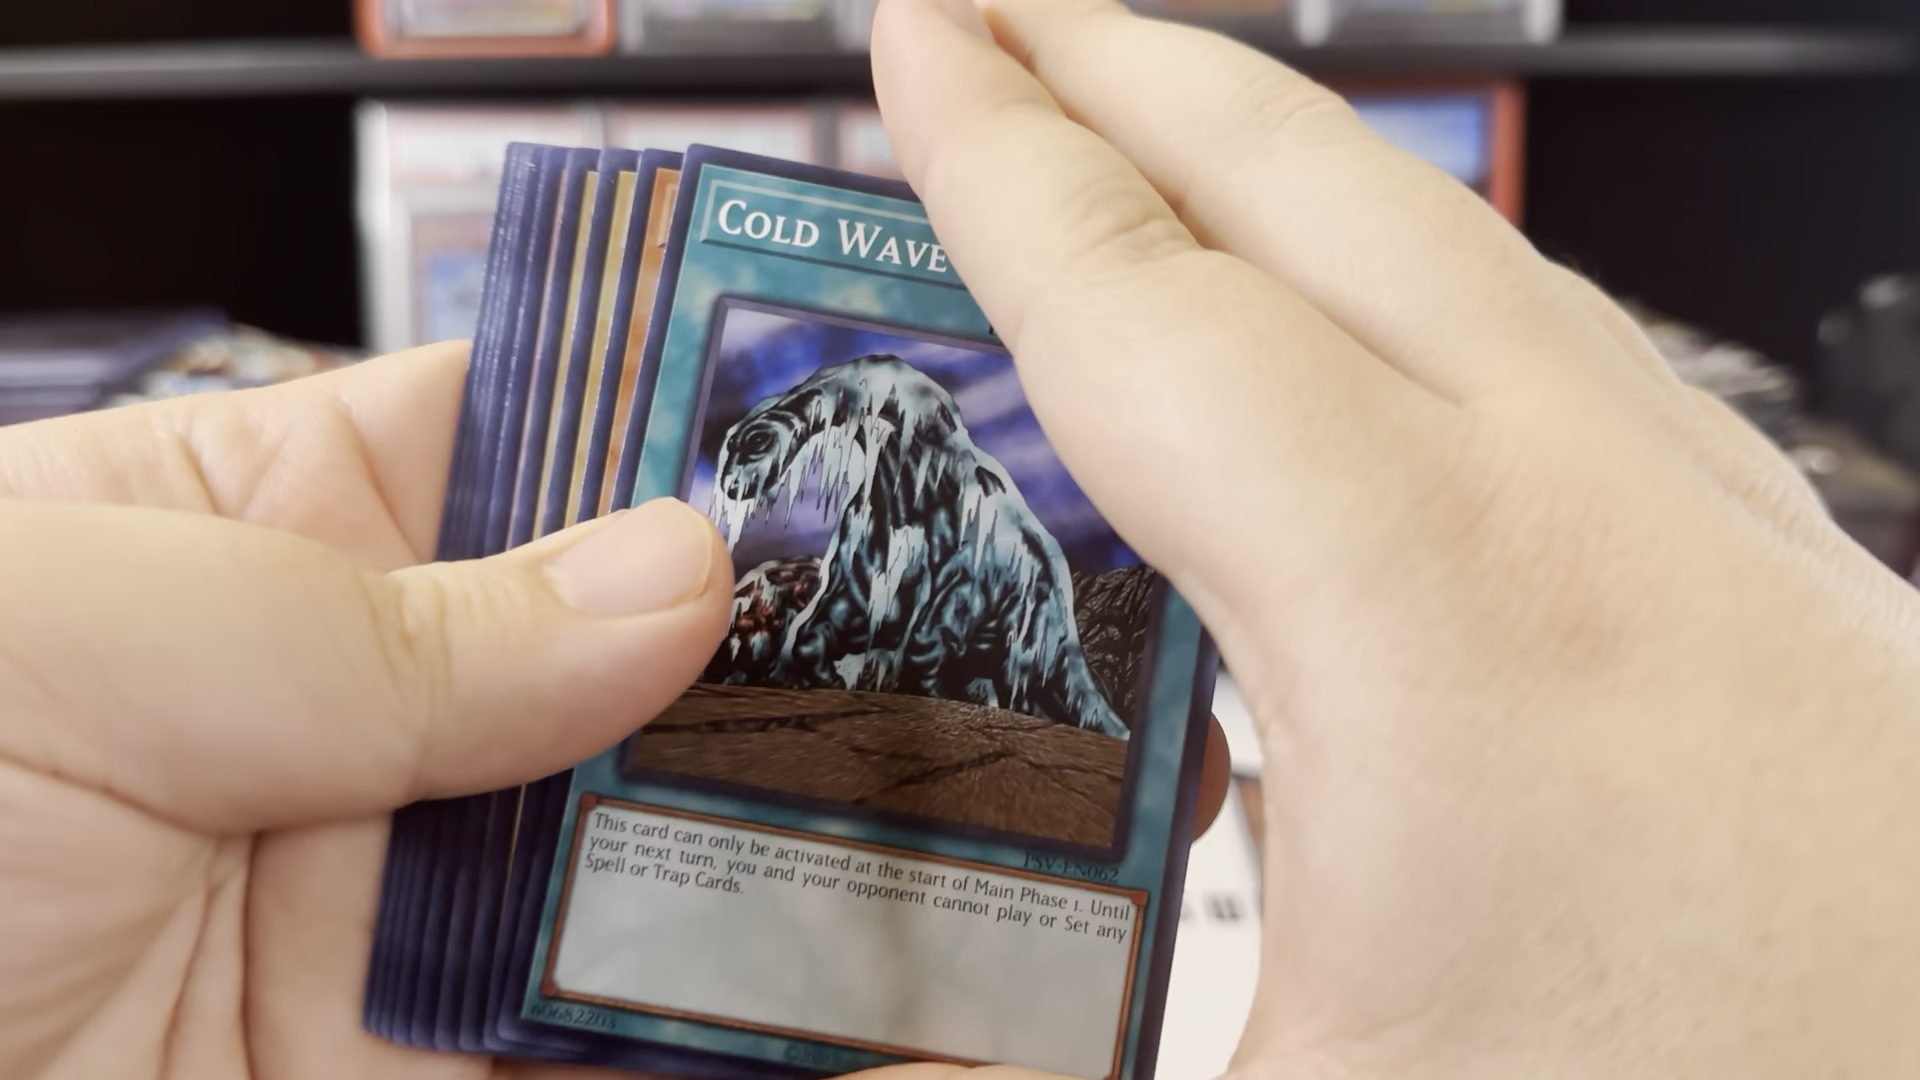 COLD WAVE
PSV-EN062
This card can only be activated at the start of Main Phase 1. Until
your next turn, you and your opponent cannot play or Set any
Spell or Trap Cards.
60682203